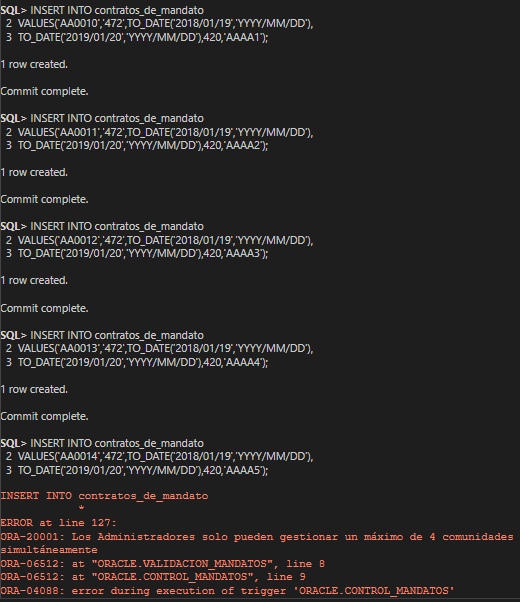 SQL> INSERT INTO contratos_de_mandato
2 VALUES('AA0010','472',TO_DATE('2018/01/19','YYYY/MM/DD'),
3 TO_DATE('2019/01/20','YYYY/MM/DD'),420,'AAAA1');
1 row created.
Commit complete.
SQL> INSERT INTO contratos_de_mandato
2 VALUES('AA0011','472',TO_DATE('2018/01/19','YYYY/MM/DD'),
3 TO_DATE('2019/01/20','YYYY/MM/DD'),420,'AAAA2');
1 row created.
Commit complete.
SQL> INSERT INTO contratos_de_mandato
2 VALUES('AA0012','472',TO_DATE('2018/01/19','YYYY/MM/DD'),
3 TO_DATE('2019/01/20','YYYY/MM/DD'),420,'AAAA3');
1 row created.
Commit complete.
SQL> INSERT INTO contratos_de_mandato
2 VALUES('AA0013','472',TO_DATE('2018/01/19','YYYY/MM/DD'),
3 TO_DATE('2019/01/20','YYYY/MM/DD'),420,'AAAA4');
1 row created.
Commit complete.
SQL> INSERT INTO contratos_de_mandato
2 VALUES('AA0014','472',TO_DATE('2018/01/19','YYYY/MM/DD'),
3 TO_DATE('2019/01/20','YYYY/MM/DD'),420,'AAAA5');
INSERT INTO contratos_de_mandato
*
ERROR at line 127:
ORA-20001: Los Administradores solo pueden gestionar un máximo de 4 comunidades
simultáneamente
ORA-06512: at "ORACLE.VALIDACION_MANDATOS", line 8
ORA-06512: at "ORACLE.CONTROL_MANDATOS", line 9
ORA-04088: error during execution of trigger 'ORACLE.CONTROL_MANDATOS'